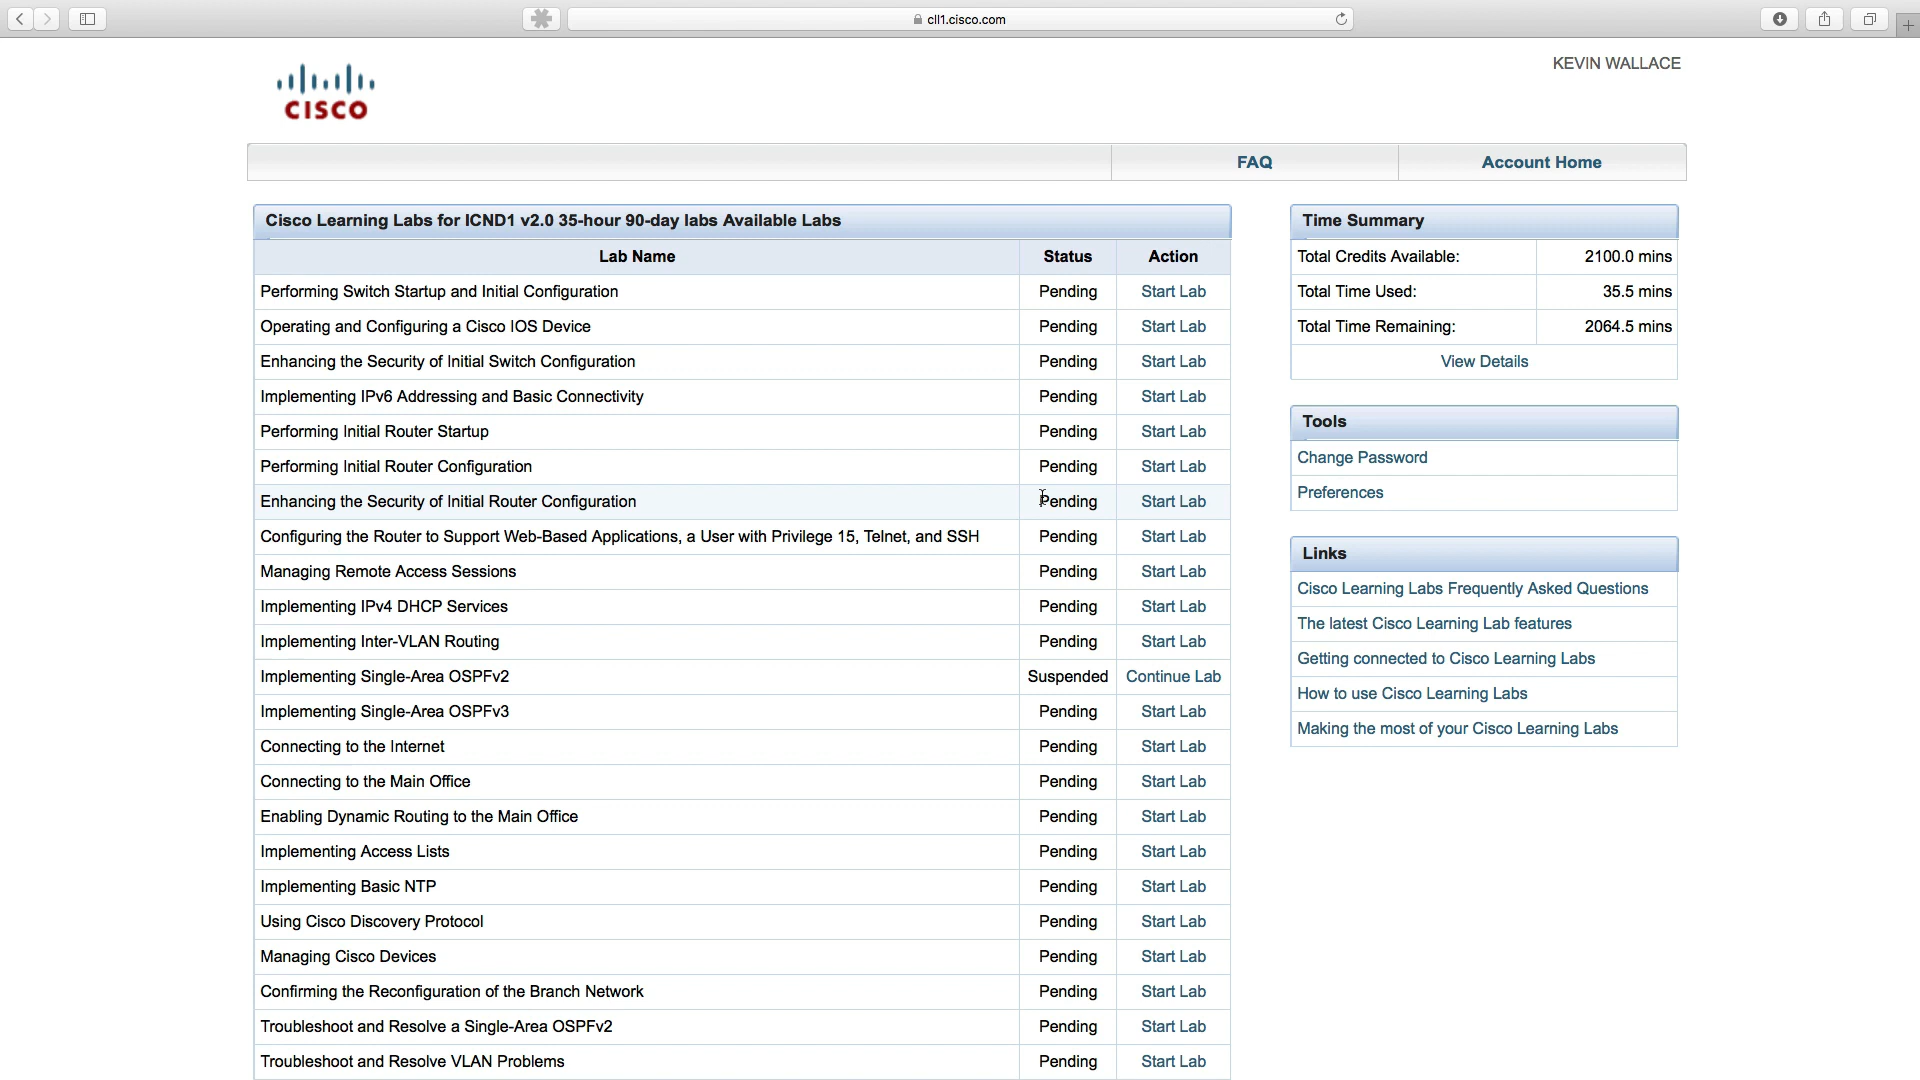 cll1.cisco.com
KEVIN WALLACE
CISCO
FAQ
Account Home
Cisco Learning Labs for ICND1 v2.0 35-hour 90-day labs Available Labs
Lab Name Status Action
Performing Switch Startup and Initial Configuration Pending Start Lab
Operating and Configuring a Cisco IOS Device Pending Start Lab
Enhancing the Security of Initial Switch Configuration Pending Start Lab
Implementing IPv6 Addressing and Basic Connectivity Pending Start Lab
Performing Initial Router Startup Pending Start Lab
Performing Initial Router Configuration Pending Start Lab
Enhancing the Security of Initial Router Configuration Pending Start Lab
Configuring the Router to Support Web-Based Applications, a User with Privilege 15, Telnet, and SSH Pending Start Lab
Managing Remote Access Sessions Pending Start Lab
Implementing IPv4 DHCP Services Pending Start Lab
Implementing Inter-VLAN Routing Pending Start Lab
Implementing Single-Area OSPFv2 Suspended Continue Lab
Implementing Single-Area OSPFv3 Pending Start Lab
Connecting to the Internet Pending Start Lab
Connecting to the Main Office Pending Start Lab
Enabling Dynamic Routing to the Main Office Pending Start Lab
Implementing Access Lists Pending Start Lab
Implementing Basic NTP Pending Start Lab
Using Cisco Discovery Protocol Pending Start Lab
Managing Cisco Devices Pending Start Lab
Confirming the Reconfiguration of the Branch Network Pending Start Lab
Troubleshoot and Resolve a Single-Area OSPFv2 Pending Start Lab
Troubleshoot and Resolve VLAN Problems Pending Start Lab
Time Summary
Total Credits Available: 2100.0 mins
Total Time Used: 35.5 mins
Total Time Remaining: 2064.5 mins
View Details
Tools
Change Password
Preferences
Links
Cisco Learning Labs Frequently Asked Questions
The latest Cisco Learning Lab features
Getting connected to Cisco Learning Labs
How to use Cisco Learning Labs
Making the most of your Cisco Learning Labs